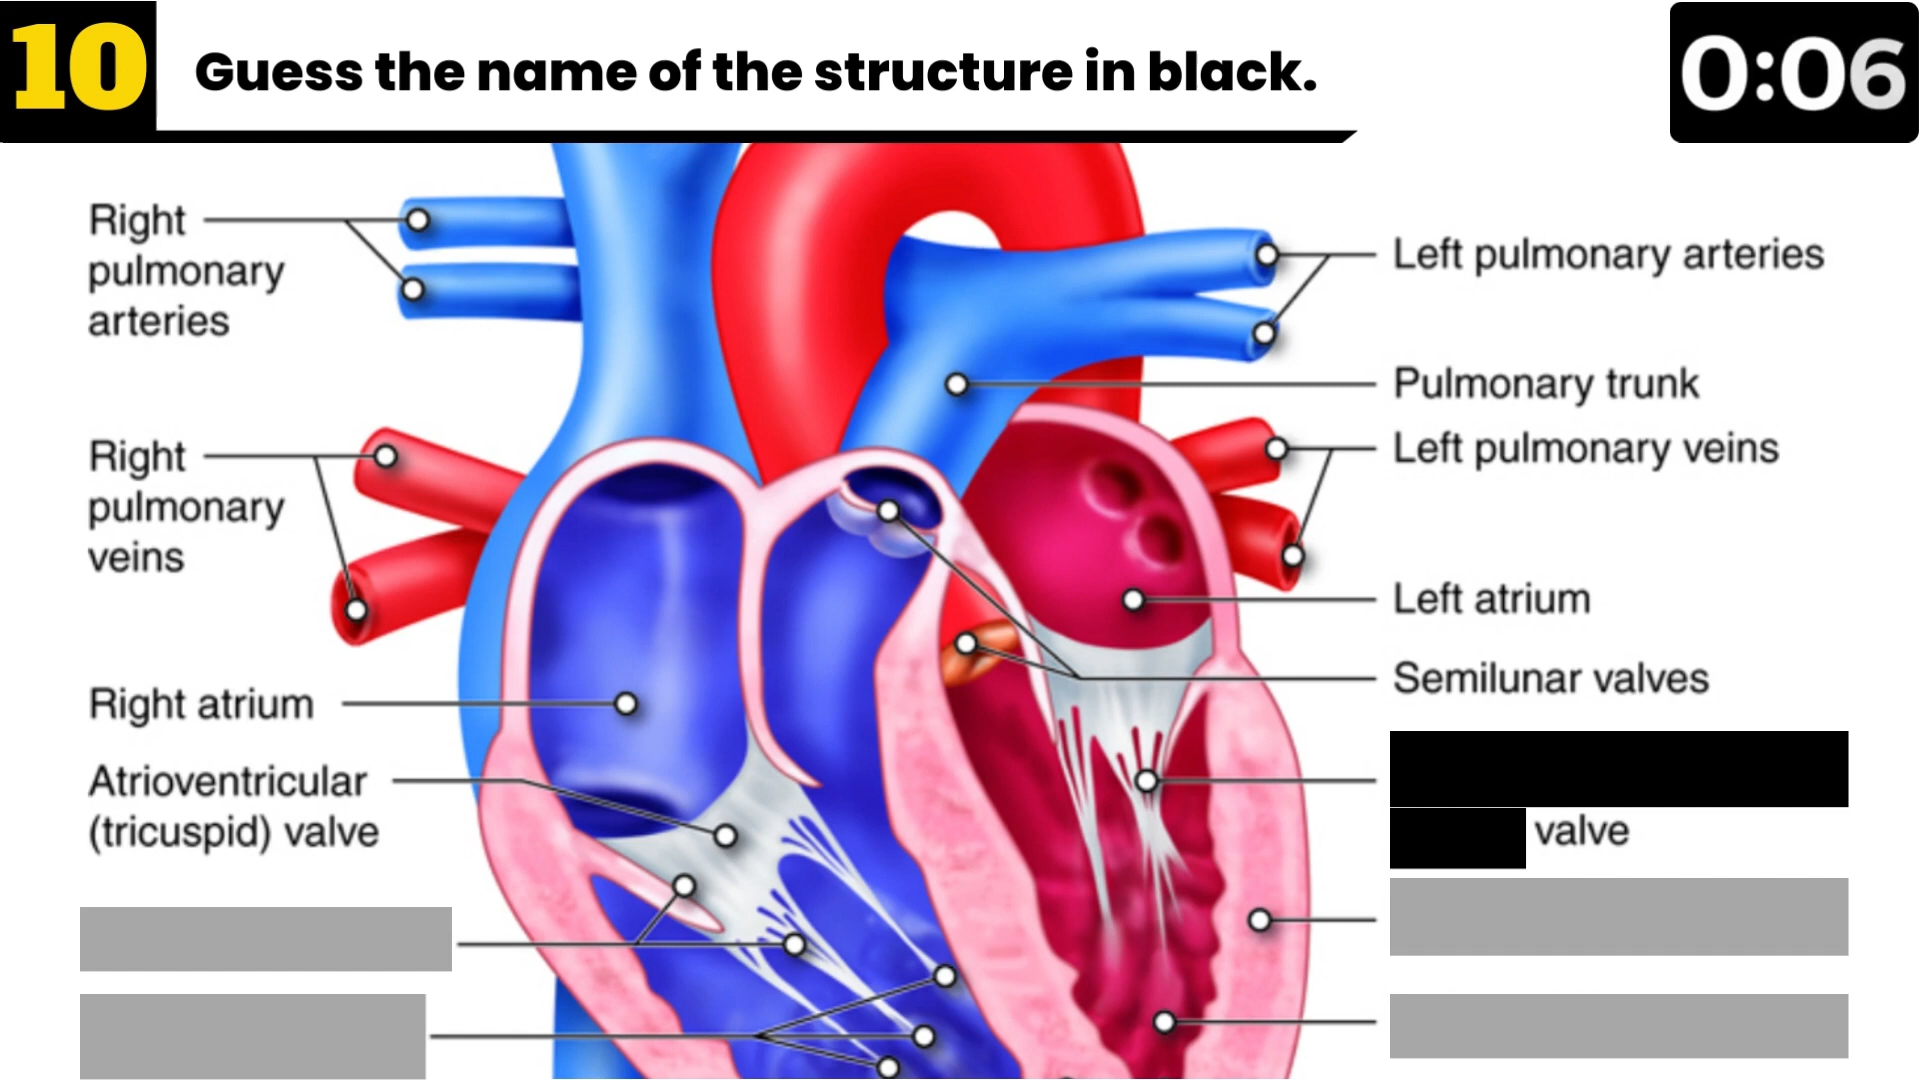 10
Guess the name of the structure in black.
0:06
Right
pulmonary
arteries
Right
pulmonary
veins
Right atrium
Atrioventricular
(tricuspid) valve
Left pulmonary arteries
Pulmonary trunk
Left pulmonary veins
Left atrium
Semilunar valves
valve